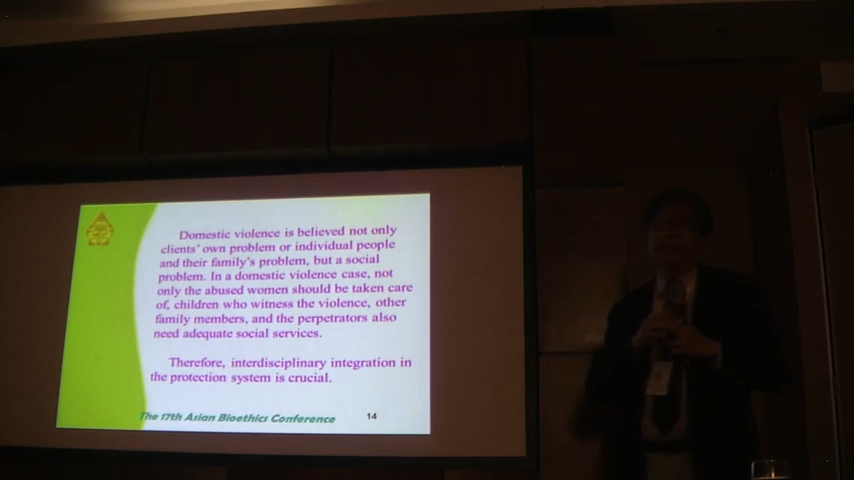 Domestic violence is believed not only
clients' own problem or individual people
and their family's problem, but a social
problem. In a domestic violence case, not
only the abused women should be taken care
of, children who witness the violence, other
family members, and the perpetrators also
need adequate social services.
Therefore, interdisciplinary integration in
the protection system is crucial.
The 17th Asian Bioethics Conference 14